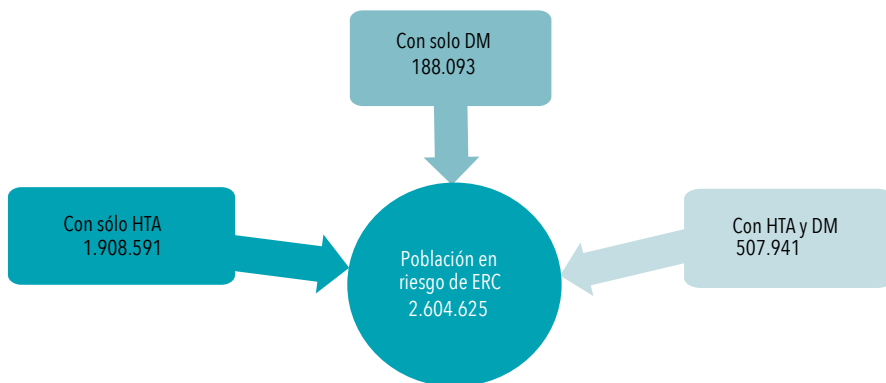 Con solo DM
188.093
Con sólo HTA
1.908.591
Población en
riesgo de ERC
2.604.625
Con HTA y DM
507.941